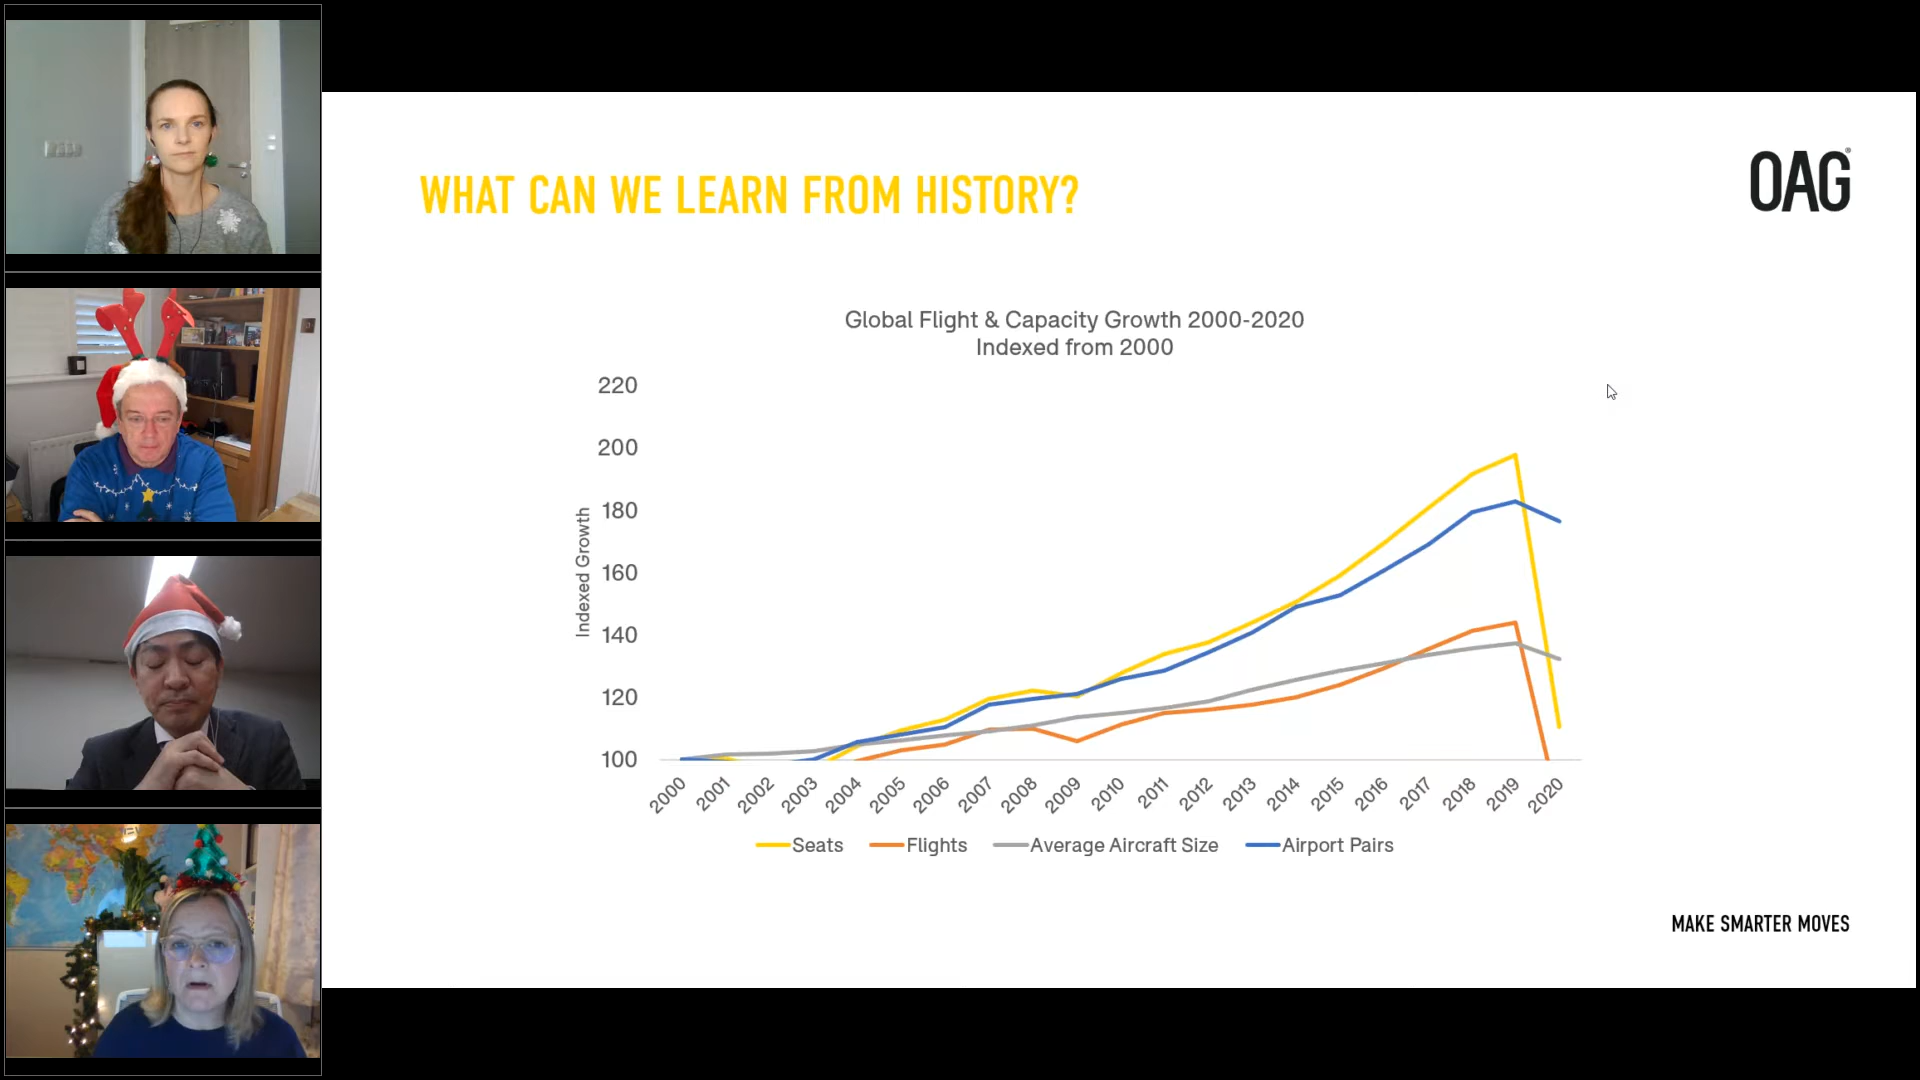 WHAT CAN WE LEARN FROM HISTORY?
OAG®
Global Flight & Capacity Growth 2000-2020
Indexed from 2000
Indexed Growth
220
200
180
160
140
120
100
2000 2001 2002 2003 2004 2005 2006 2007 2008 2009 2010 2011 2012 2013 2014 2015 2016 2017 2018 2019 2020
Seats Flights Average Aircraft Size Airport Pairs
MAKE SMARTER MOVES